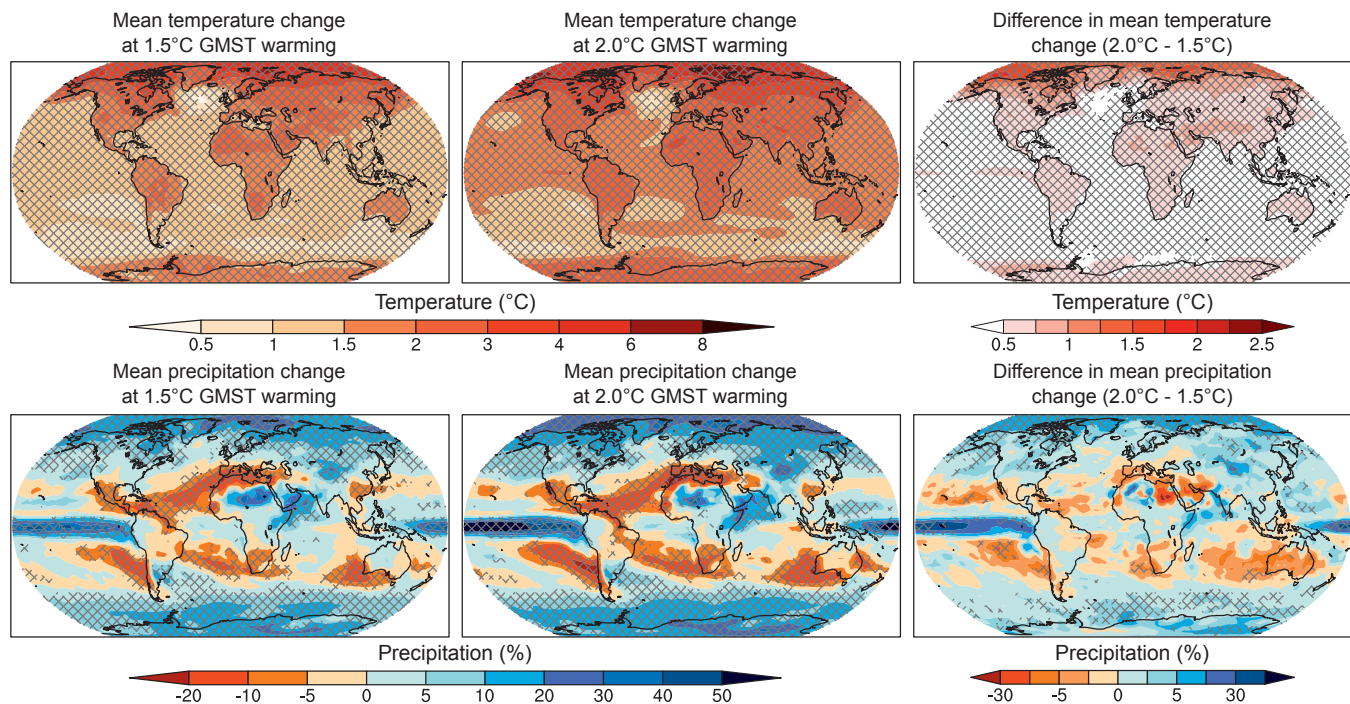 Mean temperature change
at 1.5°C GMST warming
Mean temperature change
at 2.0°C GMST warming
Difference in mean temperature
change (2.0°C - 1.5°C)
Temperature (°C)
0.5 1 1.5 2 3 4 6 8
Temperature (°C)
0.5 1 1.5 2 2.5
Mean precipitation change
at 1.5°C GMST warming
Mean precipitation change
at 2.0°C GMST warming
Difference in mean precipitation
change (2.0°C - 1.5°C)
Precipitation (%)
-20 -10 -5 0 5 10 20 30 40 50
Precipitation (%)
-30 -5 0 5 30